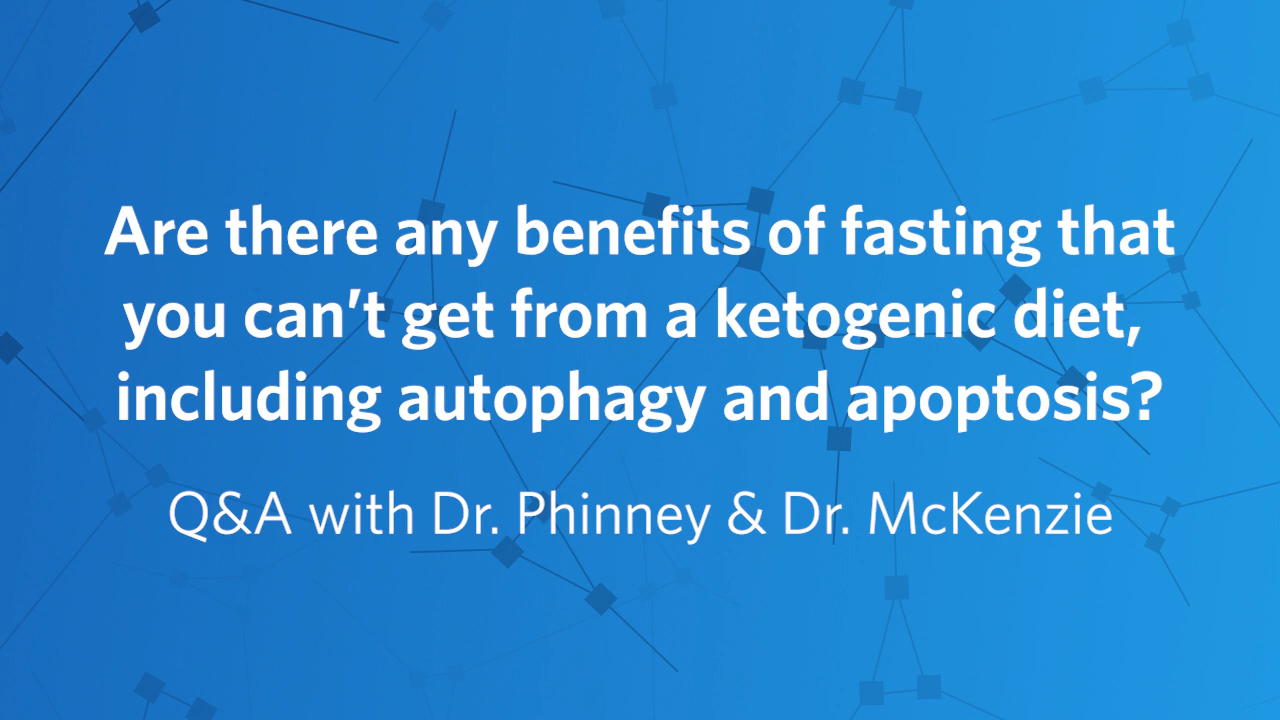 Are there any benefits of fasting that
you can’t get from a ketogenic diet,
including autophagy and apoptosis?
Q&A with Dr. Phinney & Dr. McKenzie